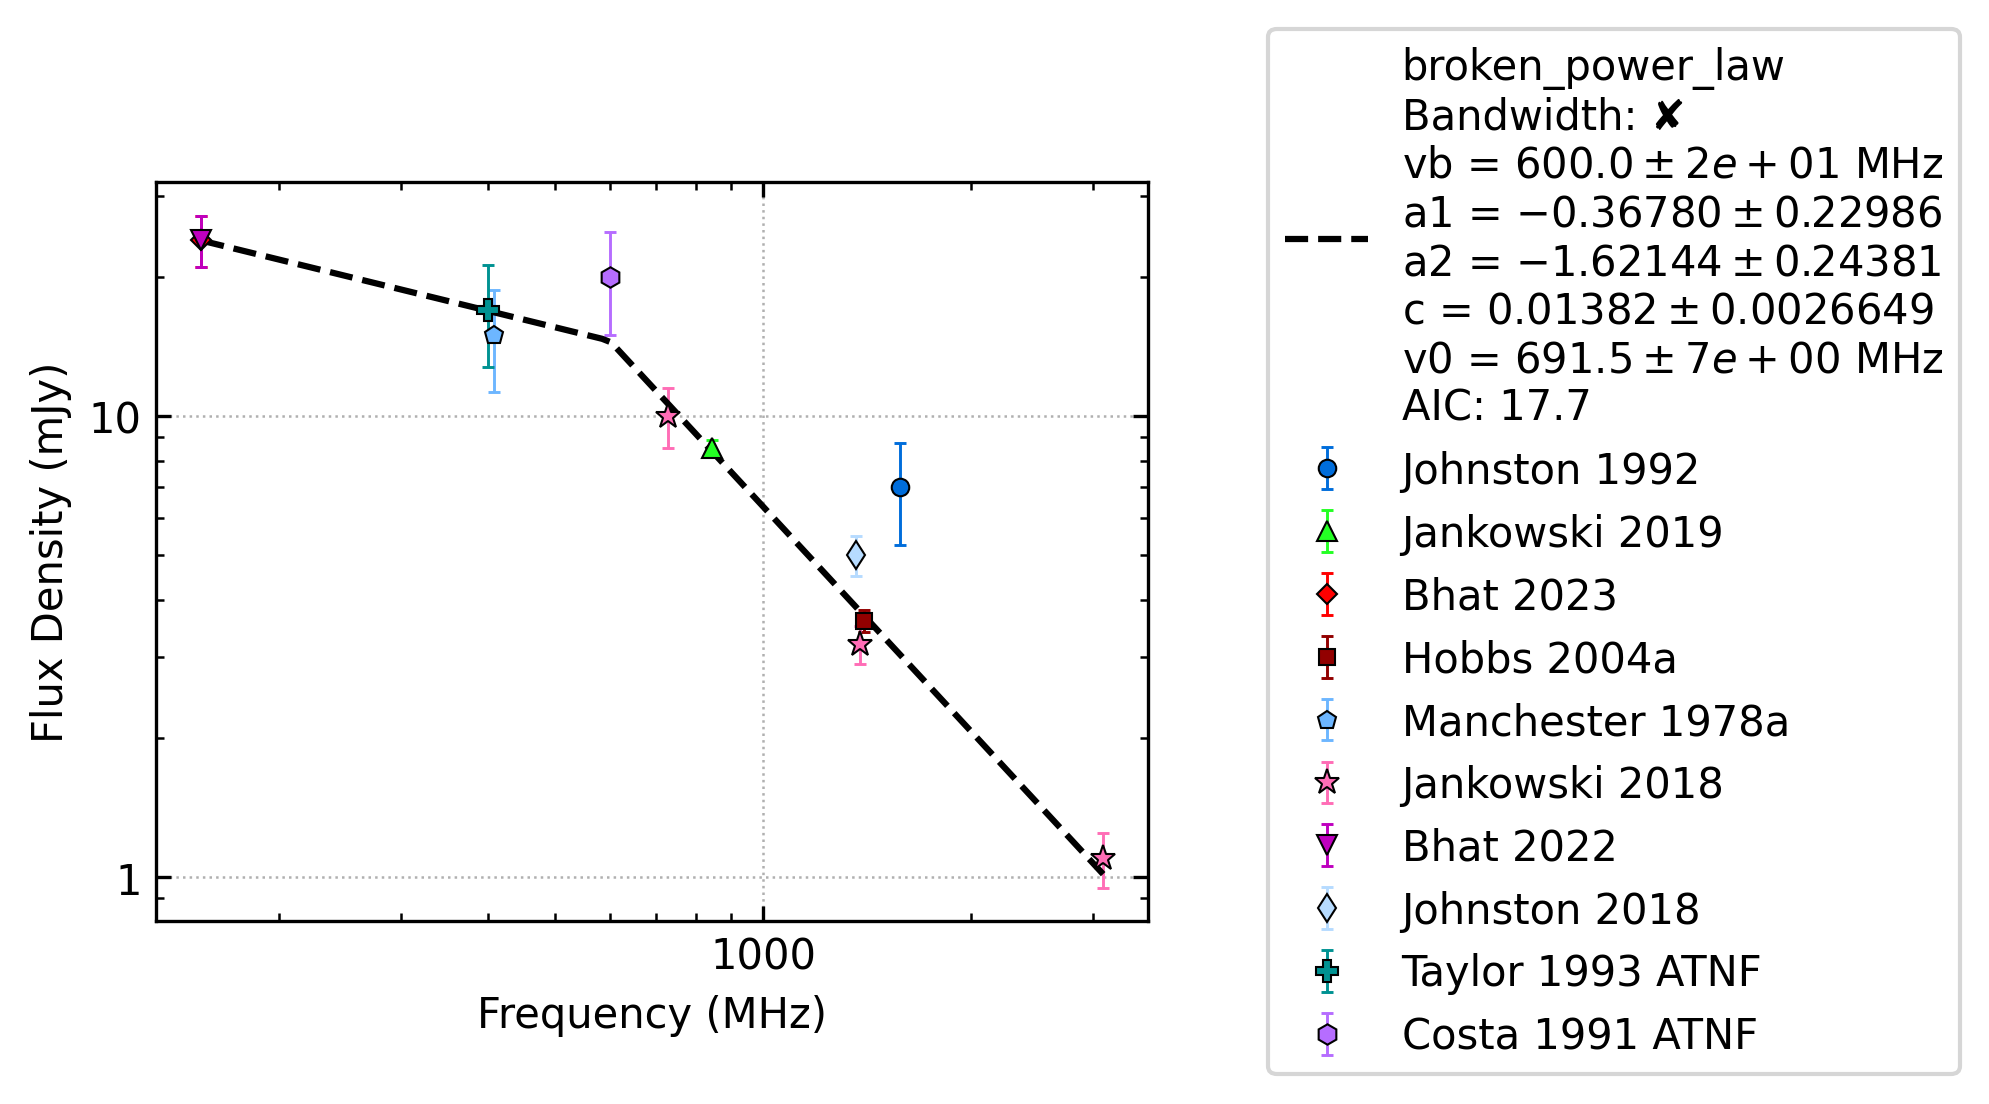 Flux Density (mJy)
10
1
1000
Frequency (MHz)
broken_power_law
Bandwidth: ✘
vb = 600.0 ± 2e + 01 MHz
a1 = −0.36780 ± 0.22986
a2 = −1.62144 ± 0.24381
c = 0.01382 ± 0.0026649
v0 = 691.5 ± 7e + 00 MHz
AIC: 17.7
Johnston 1992
Jankowski 2019
Bhat 2023
Hobbs 2004a
Manchester 1978a
Jankowski 2018
Bhat 2022
Johnston 2018
Taylor 1993 ATNF
Costa 1991 ATNF